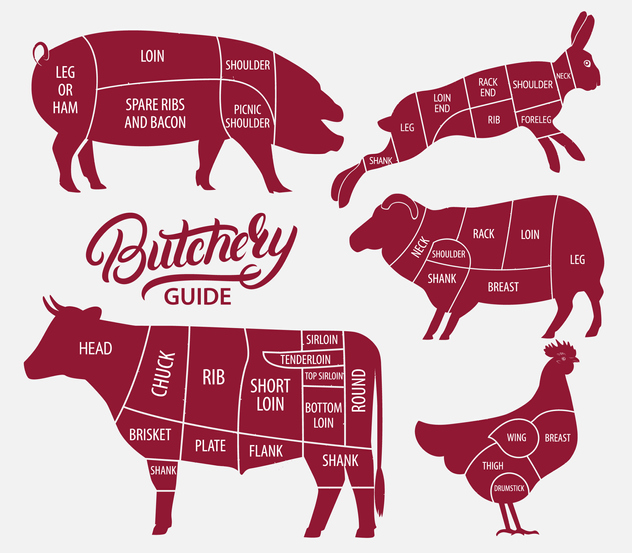 LEG
OR
HAM
LOIN
SHOULDER
SPARE RIBS
AND BACON
PICNIC
SHOULDER
LEG
SHANK
LOIN
END
RACK
END
SHOULDER
NECK
RIB
FORELEG
Butchery
GUIDE
NECK
RACK
LOIN
LEG
SHOULDER
SHANK
BREAST
HEAD
CHUCK
RIB
SHORT
LOIN
SIRLOIN
TENDERLOIN
TOP SIRLOIN
BOTTOM
LOIN
ROUND
BRISKET
PLATE
FLANK
SHANK
SHANK
WING
BREAST
THIGH
DRUMSTICK